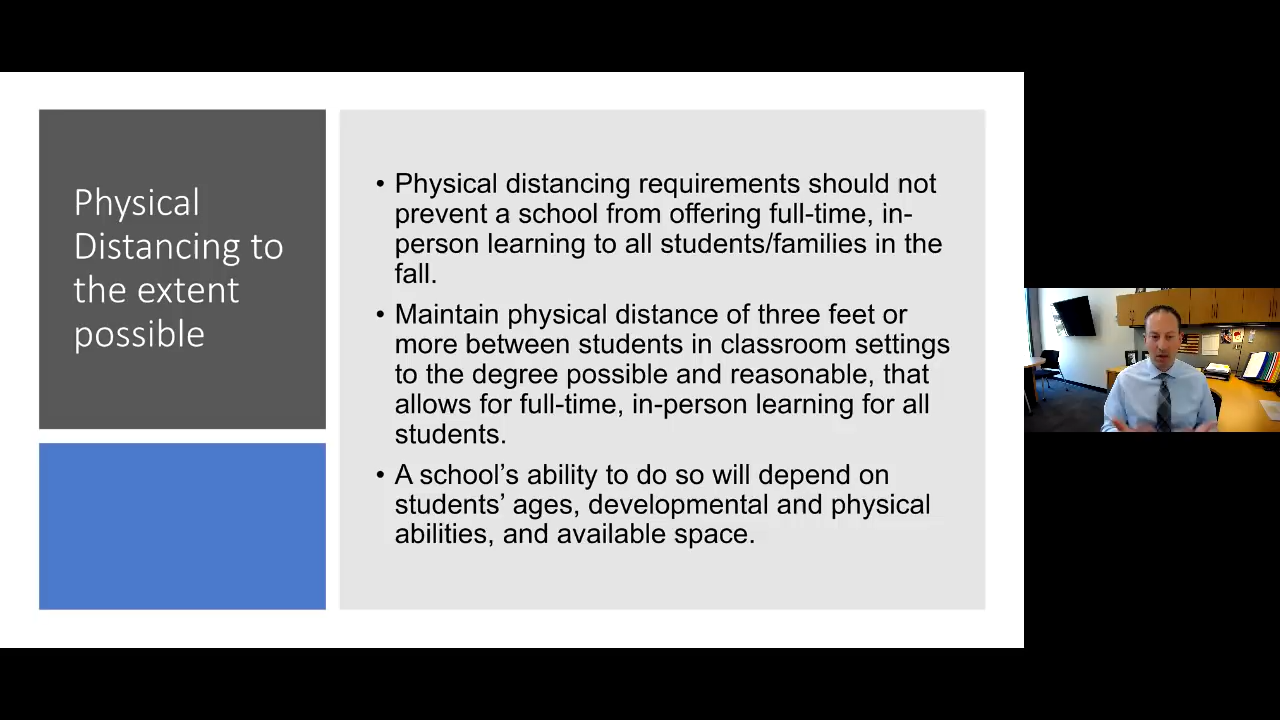 Physical
Distancing to
the extent
possible
• Physical distancing requirements should not
prevent a school from offering full-time, in-
person learning to all students/families in the
fall.
• Maintain physical distance of three feet or
more between students in classroom settings
to the degree possible and reasonable, that
allows for full-time, in-person learning for all
students.
• A school’s ability to do so will depend on
students’ ages, developmental and physical
abilities, and available space.